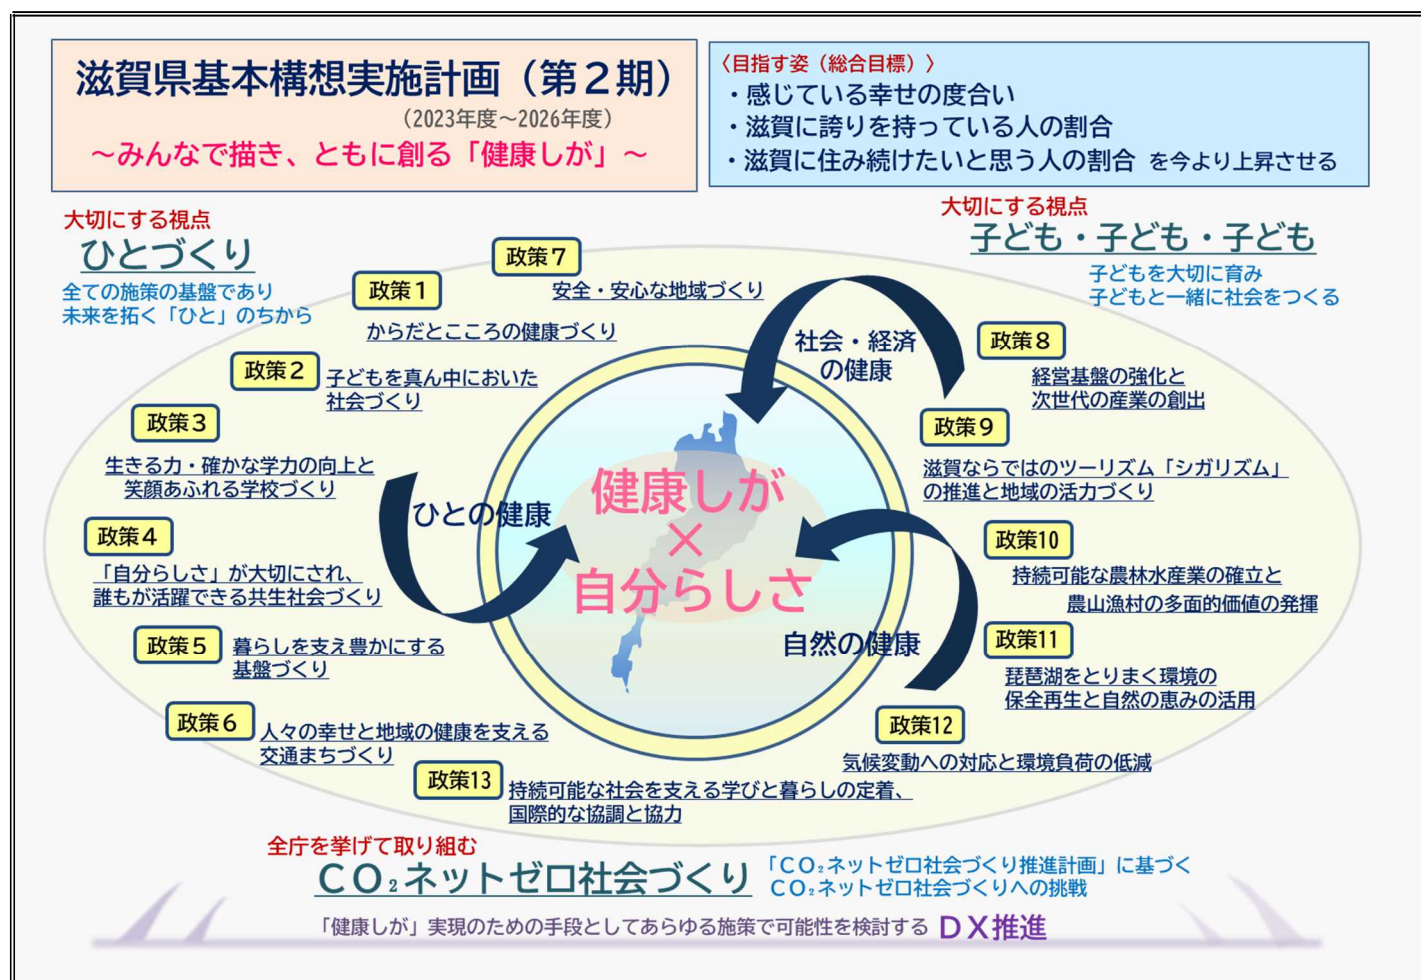 滋賀県基本構想実施計画（第２期）
（2023年度～2026年度）
～みんなで描き、ともに創る「健康しが」～
〈目指す姿（総合目標）〉
・感じている幸せの度合い
・滋賀に誇りを持っている人の割合
・滋賀に住み続けたいと思う人の割合 を今より上昇させる
大切にする視点
ひとづくり
全ての施策の基盤であり
未来を拓く「ひと」のちから
大切にする視点
子ども・子ども・子ども
子どもを大切に育み
子どもと一緒に社会をつくる
政策７
安全・安心な地域づくり
政策１
からだとこころの健康づくり
政策２
子どもを真ん中においた
社会づくり
政策３
生きる力・確かな学力の向上と
笑顔あふれる学校づくり
政策４
「自分らしさ」が大切にされ、
誰もが活躍できる共生社会づくり
政策５
暮らしを支え豊かにする
基盤づくり
政策６
人々の幸せと地域の健康を支える
交通まちづくり
政策13
持続可能な社会を支える学びと暮らしの定着、
国際的な協調と協力
ひとの健康
健康しが
×
自分らしさ
社会・経済
の健康
自然の健康
政策８
経営基盤の強化と
次世代の産業の創出
政策９
滋賀ならではのツーリズム「シガリズム」
の推進と地域の活力づくり
政策10
持続可能な農林水産業の確立と
農山漁村の多面的価値の発揮
政策11
琵琶湖をとりまく環境の
保全再生と自然の恵みの活用
政策12
気候変動への対応と環境負荷の低減
全庁を挙げて取り組む
ＣＯ₂ネットゼロ社会づくり
「ＣＯ₂ネットゼロ社会づくり推進計画」に基づく
ＣＯ₂ネットゼロ社会づくりへの挑戦
「健康しが」実現のための手段としてあらゆる施策で可能性を検討する ＤＸ推進